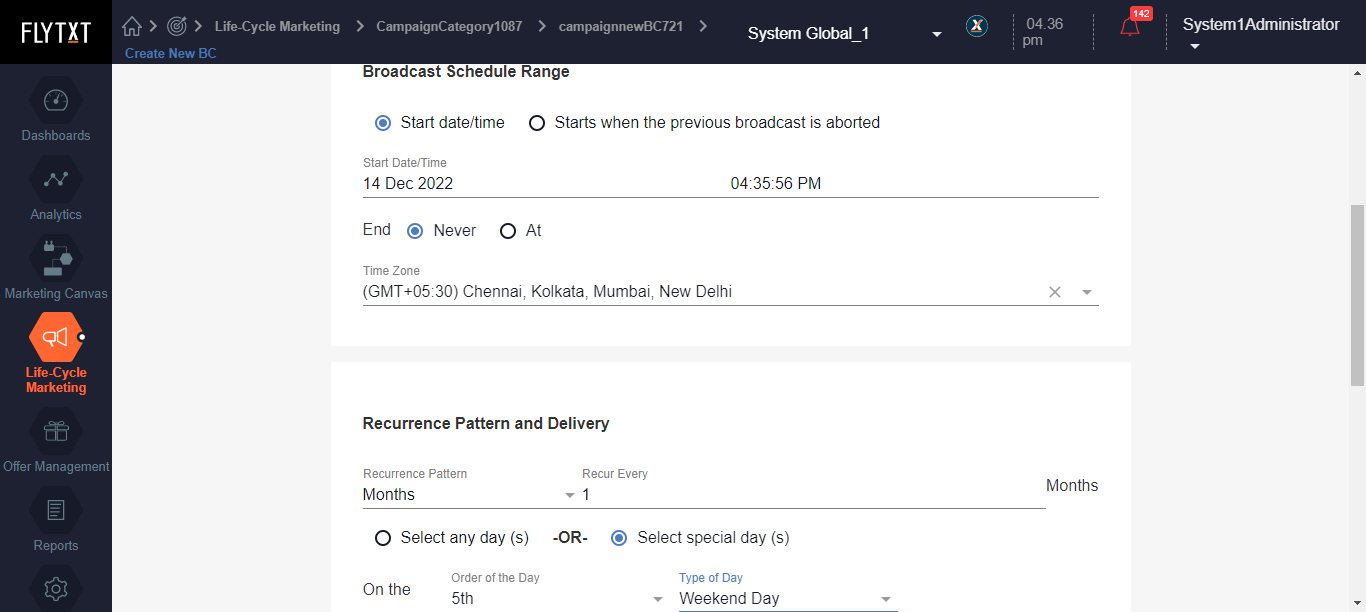 FLYTXT
Life-Cycle Marketing
CampaignCategory1087
campaignnewBC721
Create New BC
System Global_1
X
04.36
pm
142
System1Administrator
Dashboards
Analytics
Marketing Canvas
Life-Cycle
Marketing
Offer Management
Reports
Broadcast Schedule Range
Start date/time
Starts when the previous broadcast is aborted
Start Date/Time
14 Dec 2022 04:35:56 PM
End Never At
Time Zone
(GMT+05:30) Chennai, Kolkata, Mumbai, New Delhi
Recurrence Pattern and Delivery
Recurrence Pattern Recur Every
Months 1 Months
Select any day (s) -OR- Select special day (s)
On the
Order of the Day
5th
Type of Day
Weekend Day